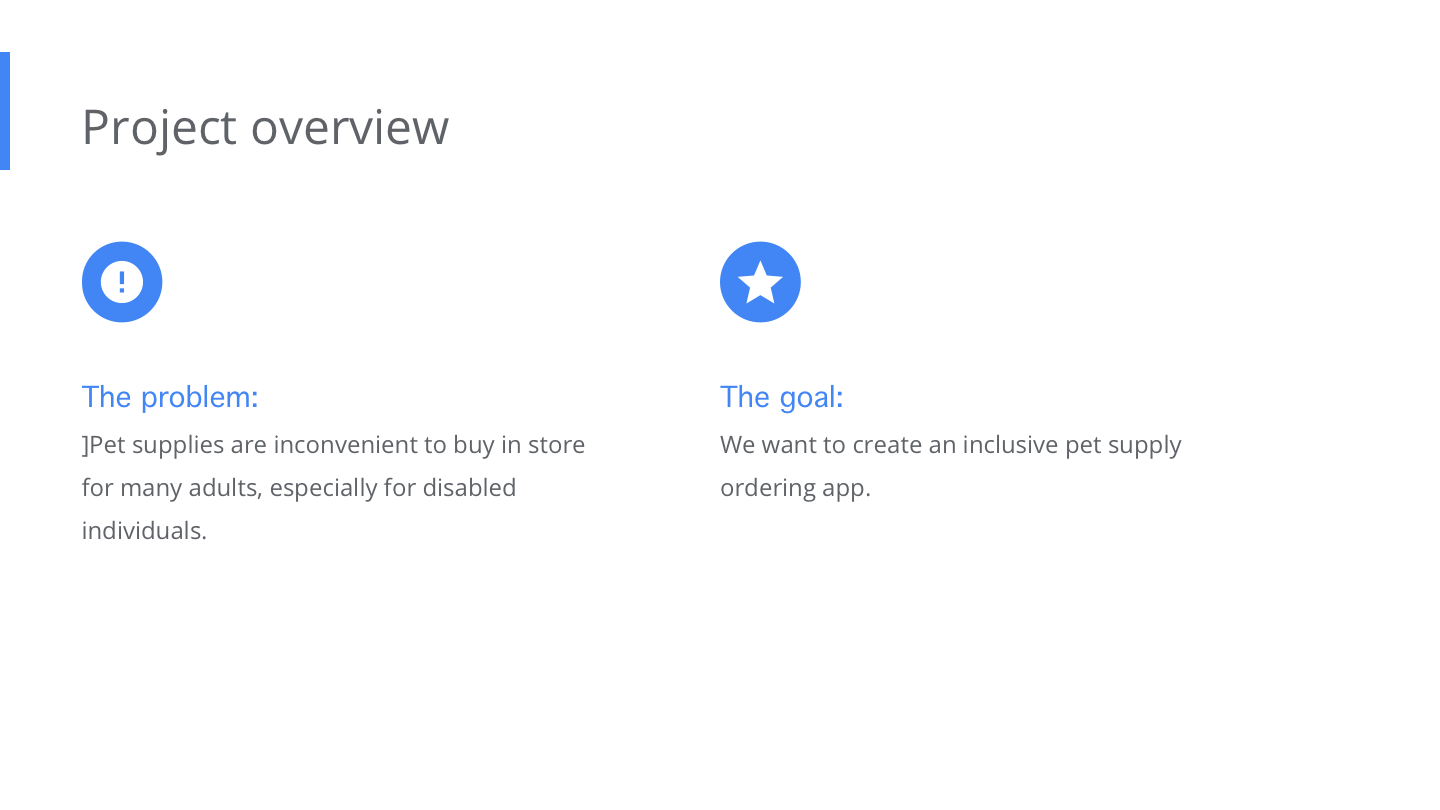 Project overview
The problem:
]Pet supplies are inconvenient to buy in store
for many adults, especially for disabled
individuals.
The goal:
We want to create an inclusive pet supply
ordering app.